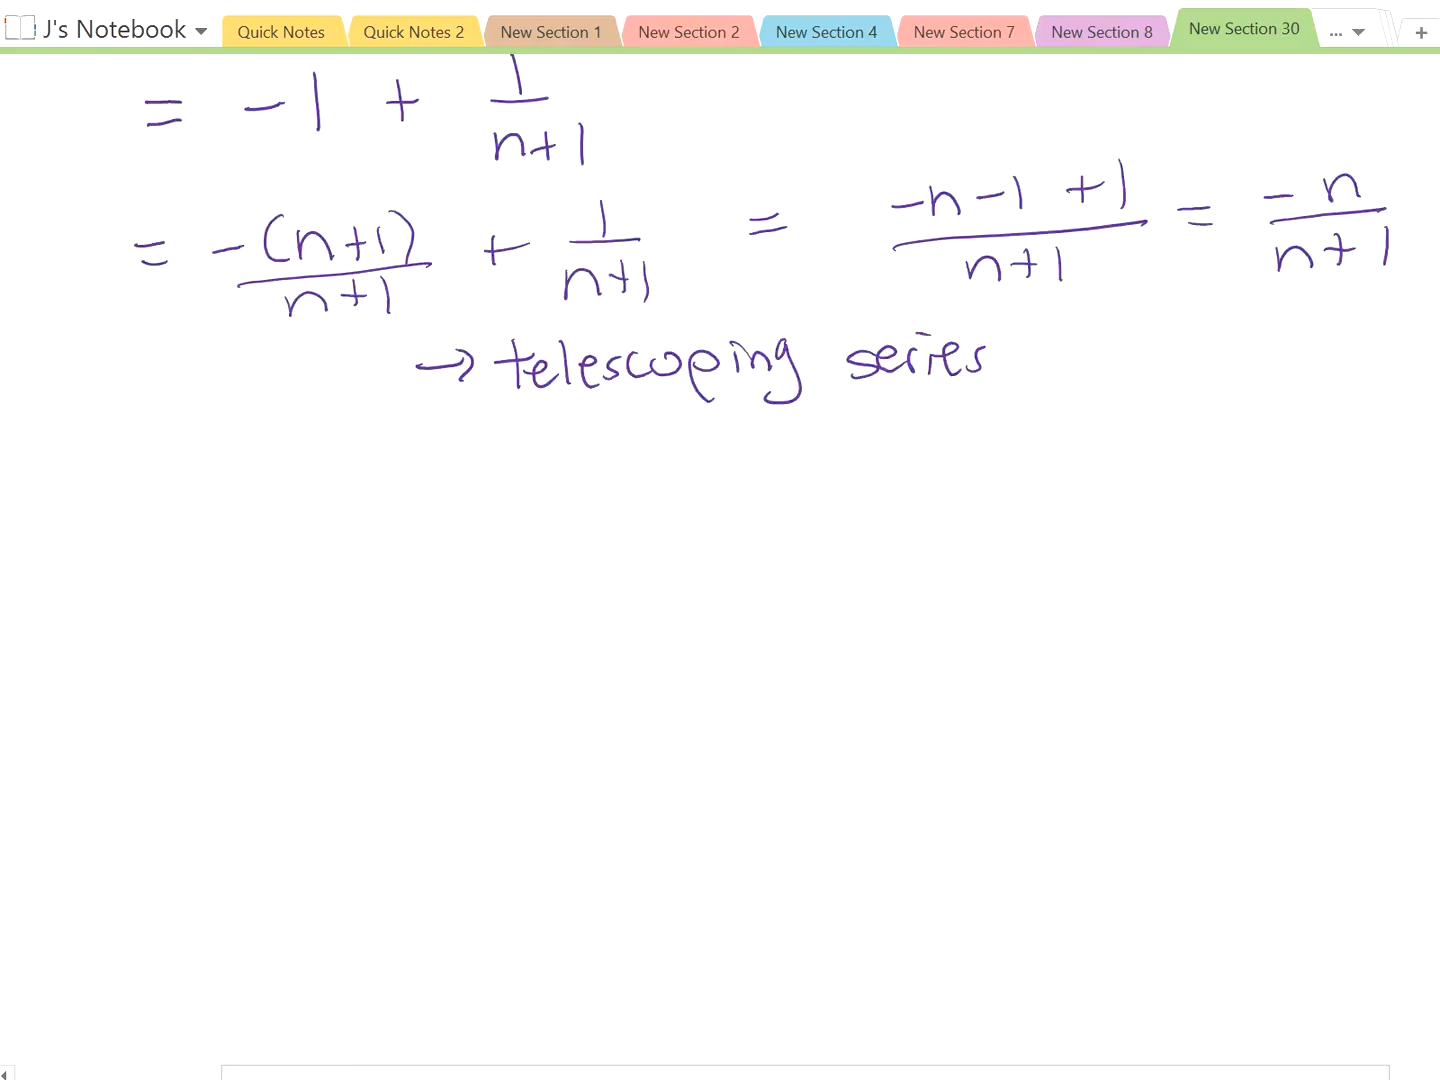 J's Notebook Quick Notes Quick Notes 2 New Section 1 New Section 2 New Section 4 New Section 7 New Section 8 New Section 30 ... +
= -1 + 1/(n+1)
= -(n+1)/(n+1) + 1/(n+1) = (-n-1+1)/(n+1) = -n/(n+1)
→ telescoping series